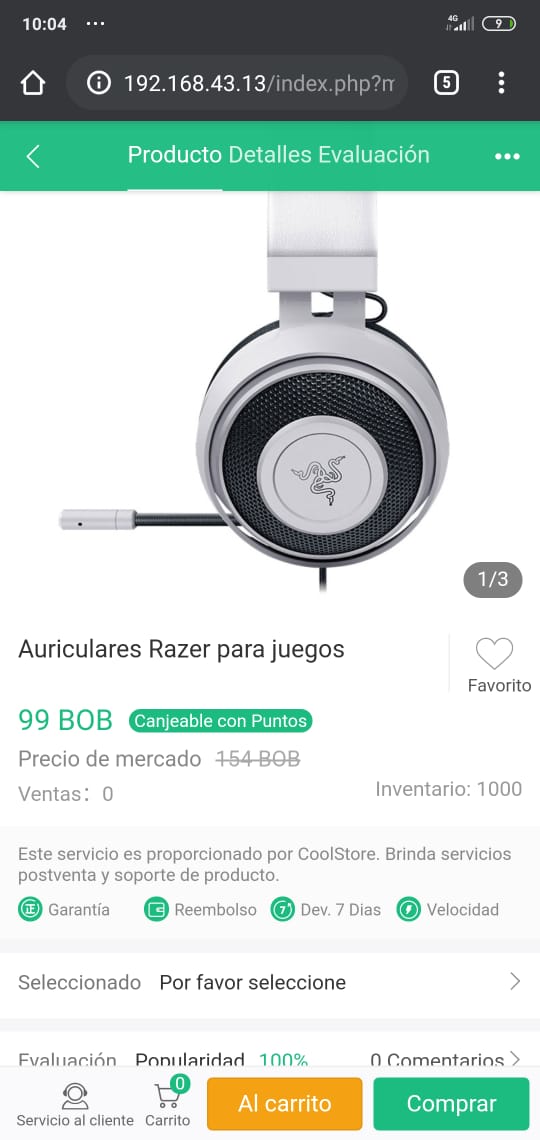 10:04 ...
4G
9
192.168.43.13/index.php?m
5
Producto Detalles Evaluación
1/3
Auriculares Razer para juegos
Favorito
99 BOB Canjeable con Puntos
Precio de mercado 154 BOB
Ventas：0
Inventario: 1000
Este servicio es proporcionado por CoolStore. Brinda servicios
postventa y soporte de producto.
正 Garantía Reembolso 7 Dev. 7 Dias Velocidad
Seleccionado Por favor seleccione
Evaluación Popularidad 100% 0 Comentarios
0
Servicio al cliente Carrito Al carrito Comprar